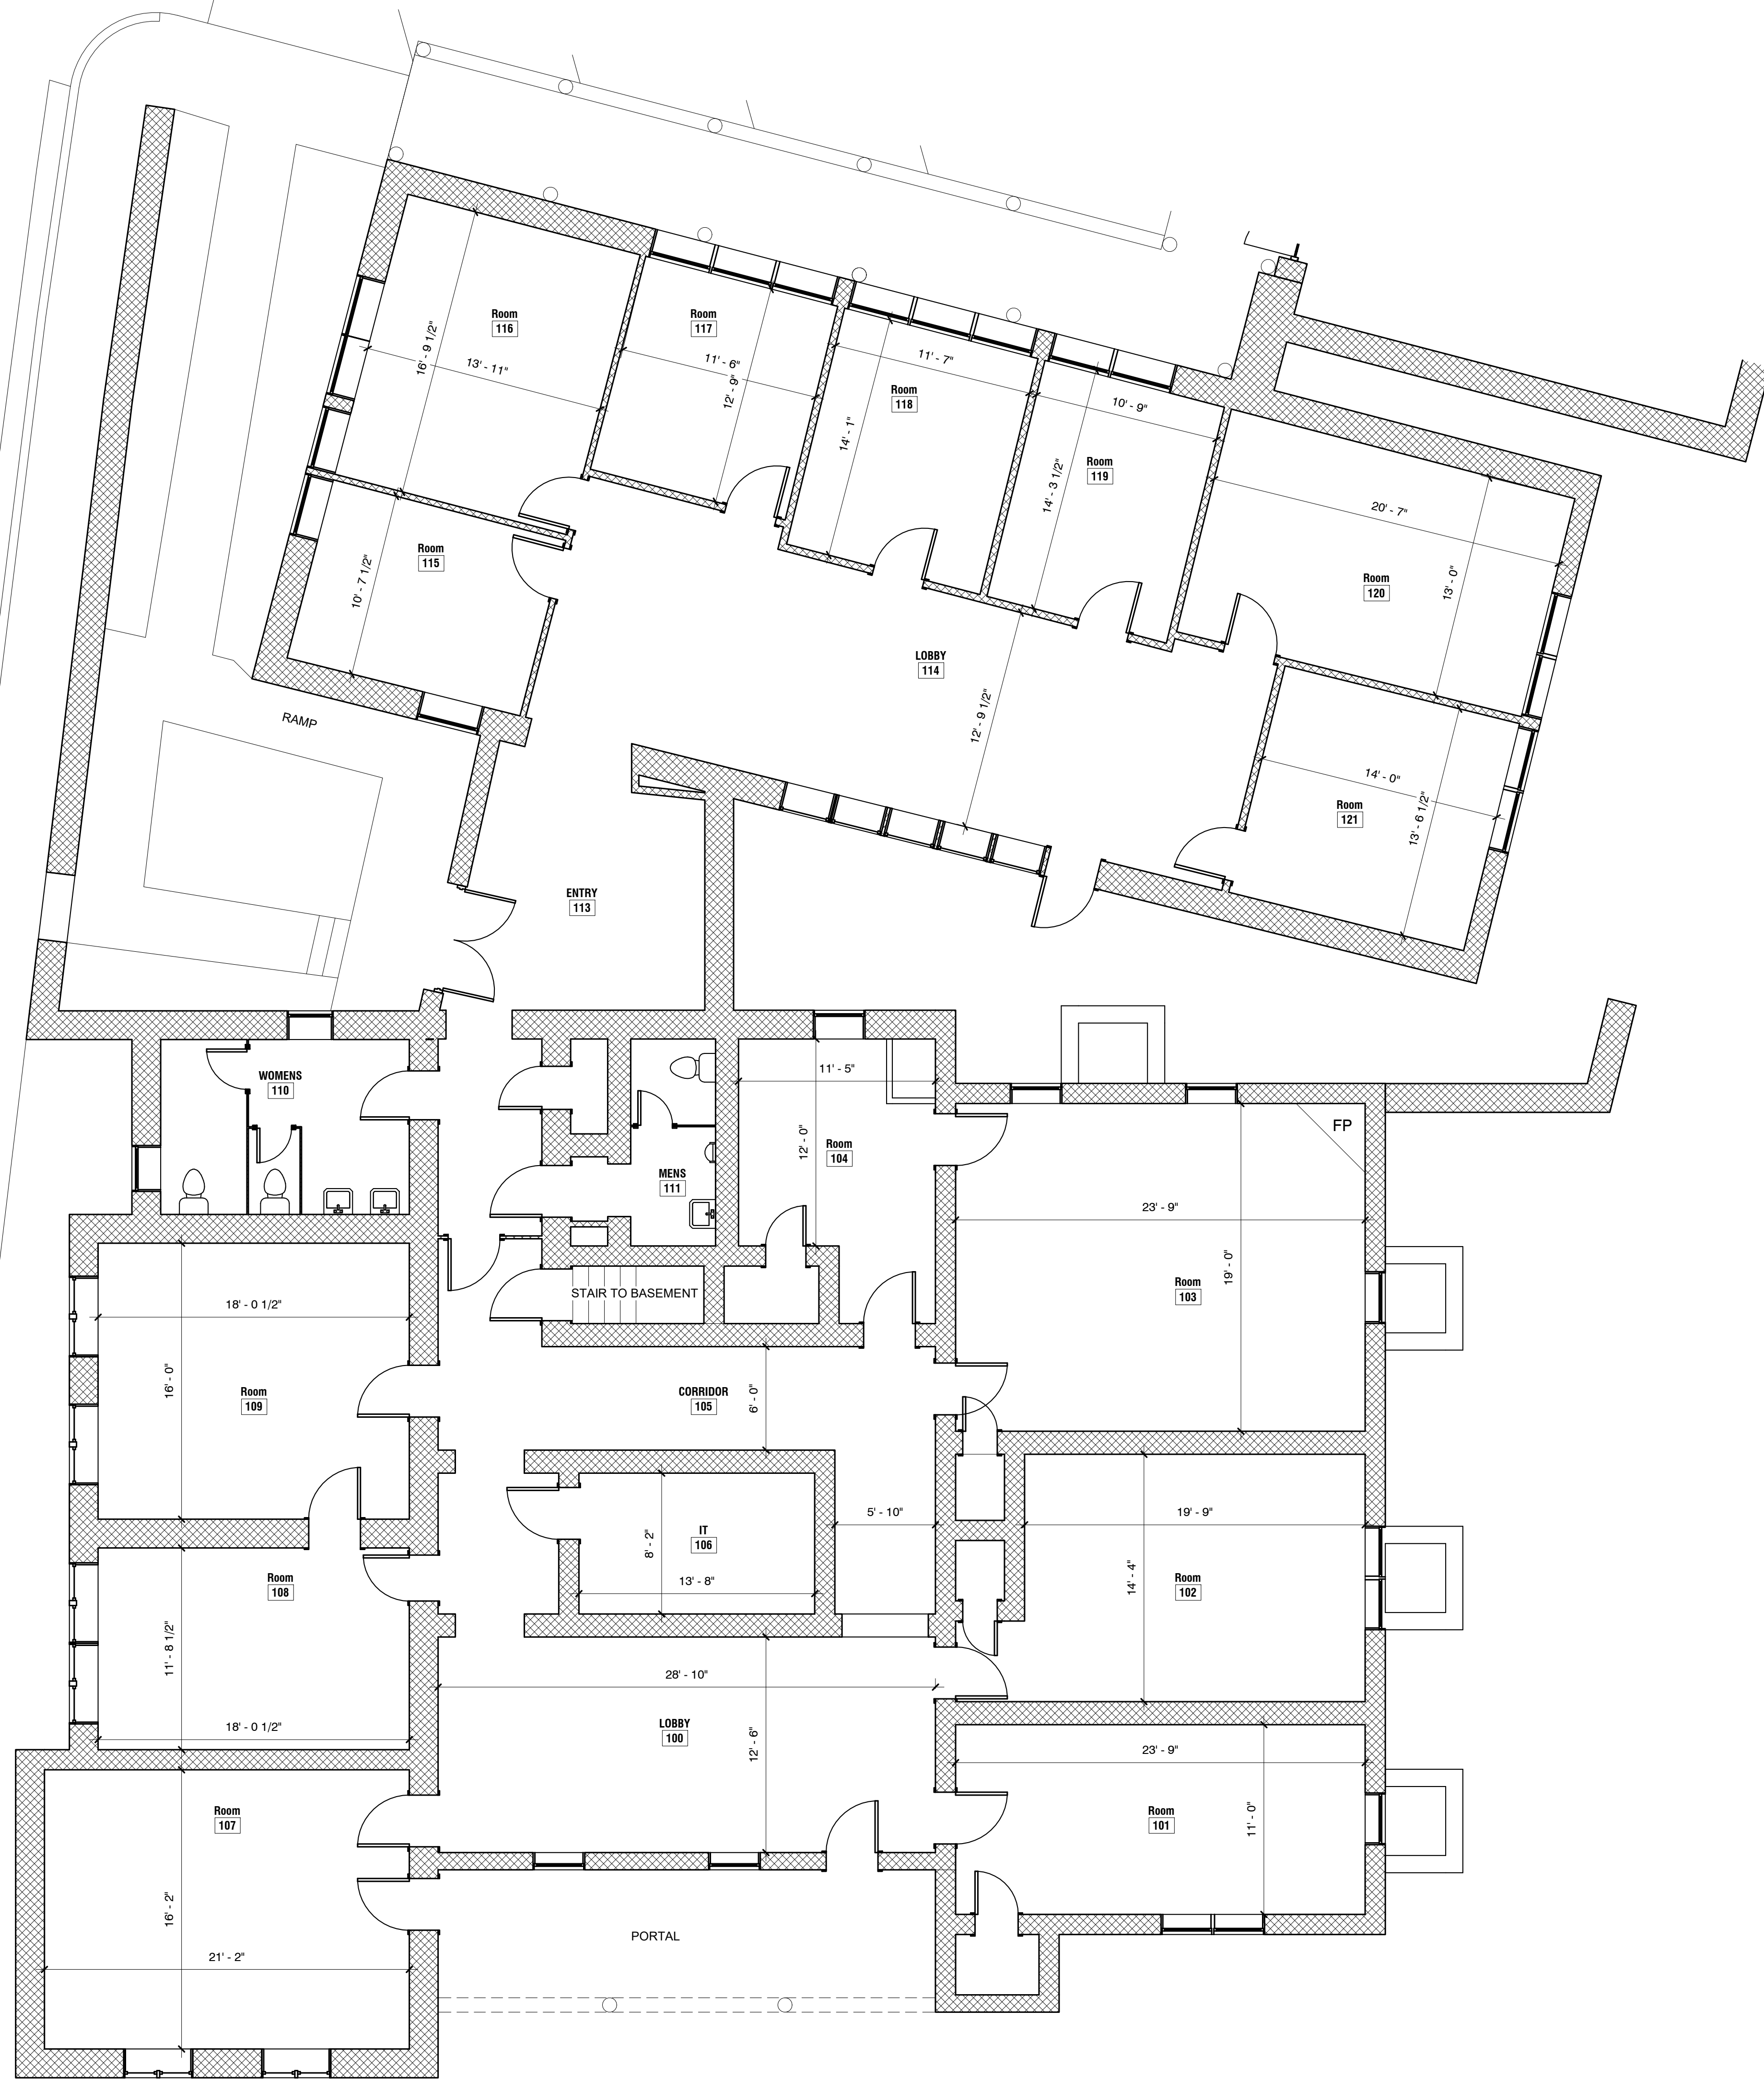 Room
116
16' - 9 1/2"
13' - 11"
Room
117
11' - 6"
12' - 9"
Room
118
11' - 7"
14' - 1"
Room
119
10' - 9"
14' - 3 1/2"
Room
120
20' - 7"
13' - 0"
Room
115
10' - 7 1/2"
LOBBY
114
12' - 9 1/2"
Room
121
14' - 0"
13' - 6 1/2"
RAMP
ENTRY
113
WOMENS
110
MENS
111
11' - 5"
12' - 0"
Room
104
FP
23' - 9"
19' - 0"
Room
103
STAIR TO BASEMENT
18' - 0 1/2"
16' - 0"
Room
109
CORRIDOR
105
6' - 0"
5' - 10"
IT
106
8' - 2"
13' - 8"
19' - 9"
14' - 4"
Room
102
Room
108
11' - 8 1/2"
18' - 0 1/2"
28' - 10"
LOBBY
100
12' - 6"
23' - 9"
Room
101
11' - 0"
Room
107
16' - 2"
21' - 2"
PORTAL